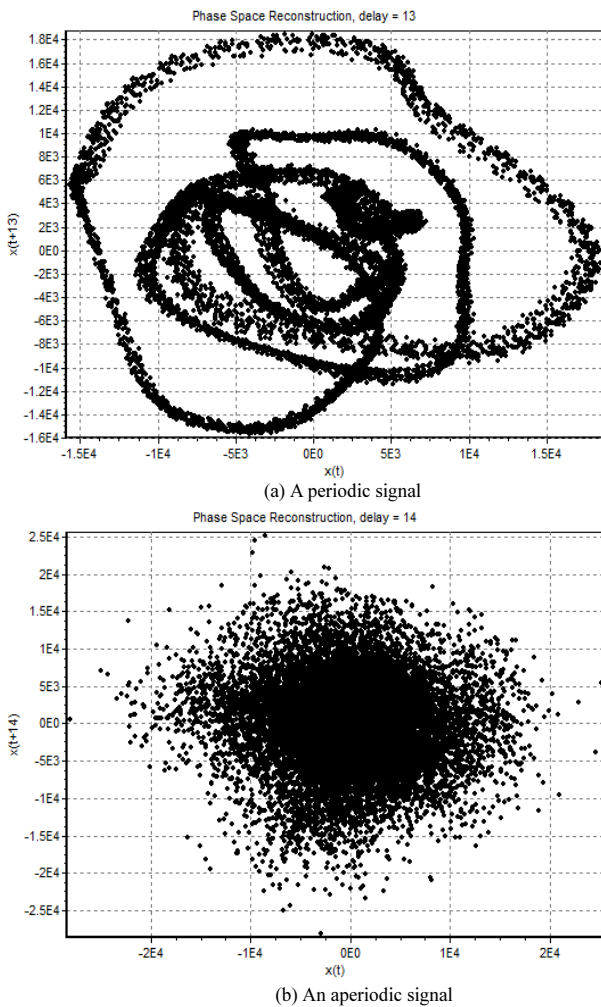 Phase Space Reconstruction, delay = 13
1.8E4
1.6E4
1.4E4
1.2E4
1E4
8E3
6E3
4E3
2E3
0E0
-2E3
-4E3
-6E3
-8E3
-1E4
-1.2E4
-1.4E4
-1.6E4
x(t+13)
-1.5E4 -1E4 -5E3 0E0 5E3 1E4 1.5E4
x(t)
(a) A periodic signal
Phase Space Reconstruction, delay = 14
2.5E4
2E4
1.5E4
1E4
5E3
0E0
-5E3
-1E4
-1.5E4
-2E4
-2.5E4
x(t+14)
-2E4 -1E4 0E0 1E4 2E4
x(t)
(b) An aperiodic signal